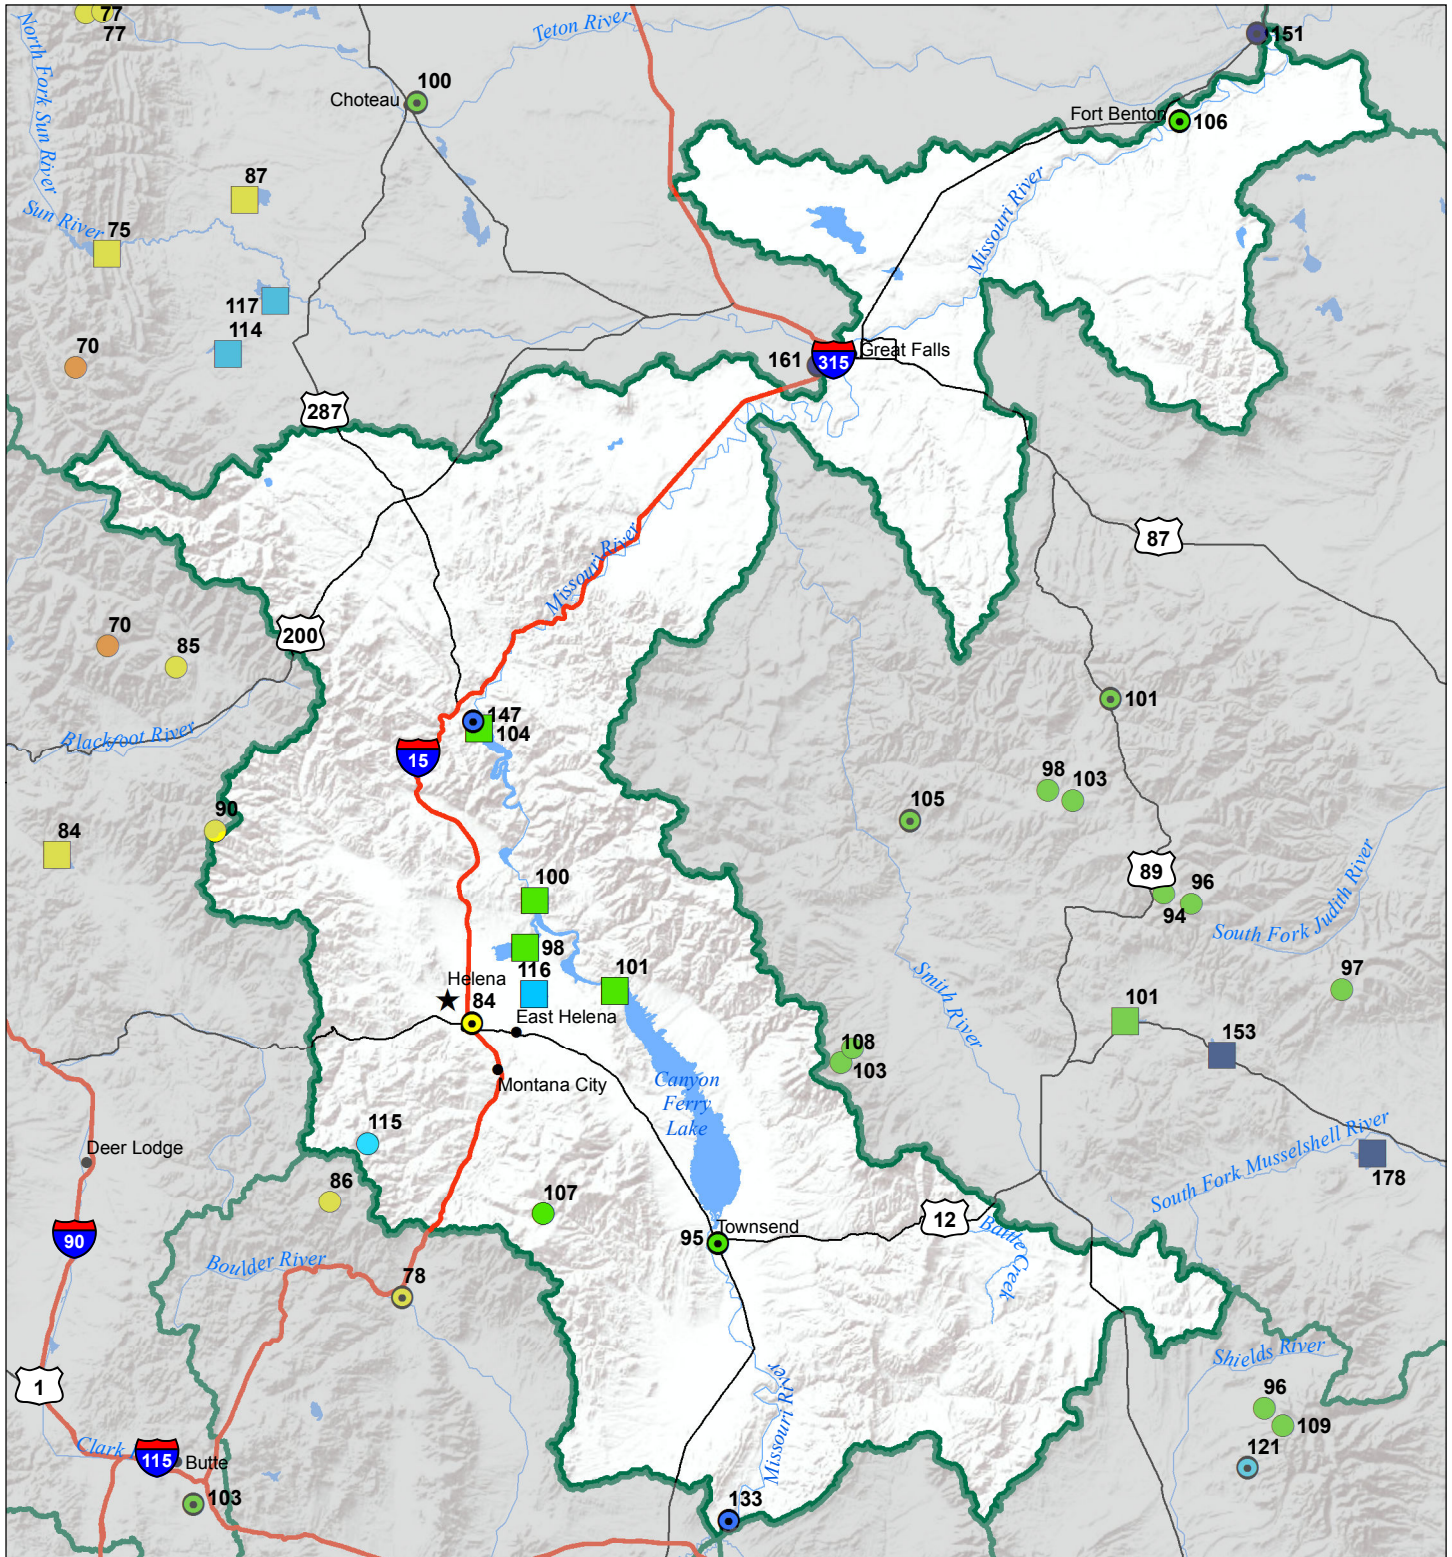 77
77
North Fork Sun River
Teton River
151
100
Choteau
Fort Benton
106
87
Sun River
75
Missouri River
117
114
70
161
315
Great Falls
287
87
Missouri River
200
70
85
101
147
104
Blackfoot River
15
98
103
105
90
84
89
100
96
94
South Fork Judith River
98
116
101
97
Helena
84
East Helena
Smith River
101
153
108
103
Canyon
Ferry
Lake
Montana City
115
Deer Lodge
South Fork Musselshell River
178
86
107
12
Townsend
95
Battle Creek
90
Boulder River
78
Shields River
1
Missouri River
96
109
121
Clark
115
Butte
103
133